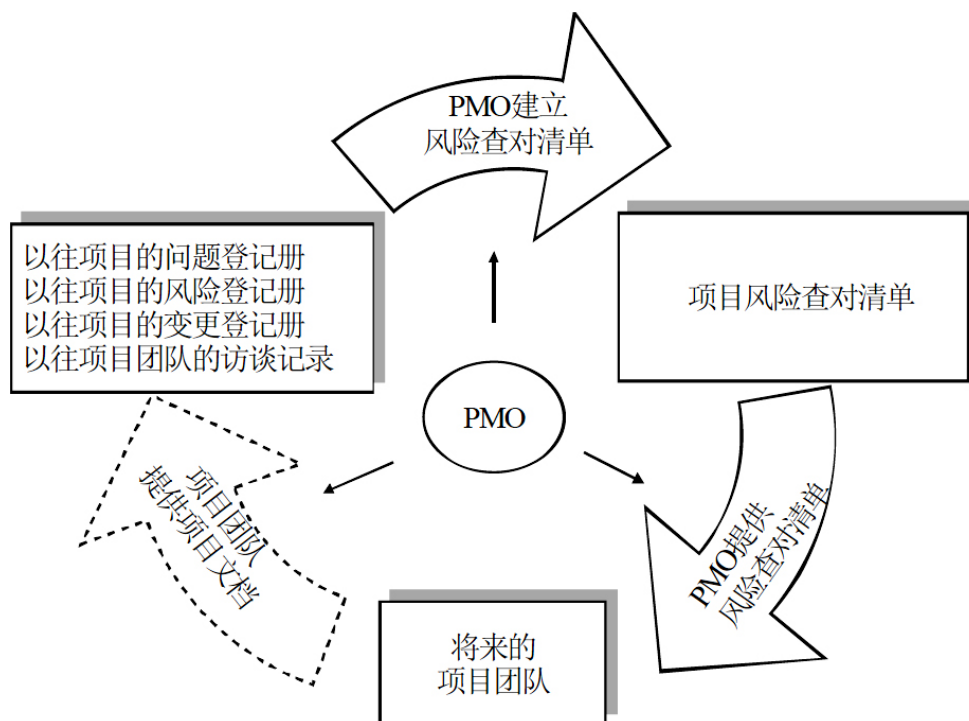 PMO建立
风险查对清单
以往项目的问题登记册
以往项目的风险登记册
以往项目的变更登记册
以往项目团队的访谈记录
项目风险查对清单
PMO
项目团队
提供项目文档
PMO提供
风险查对清单
将来的
项目团队